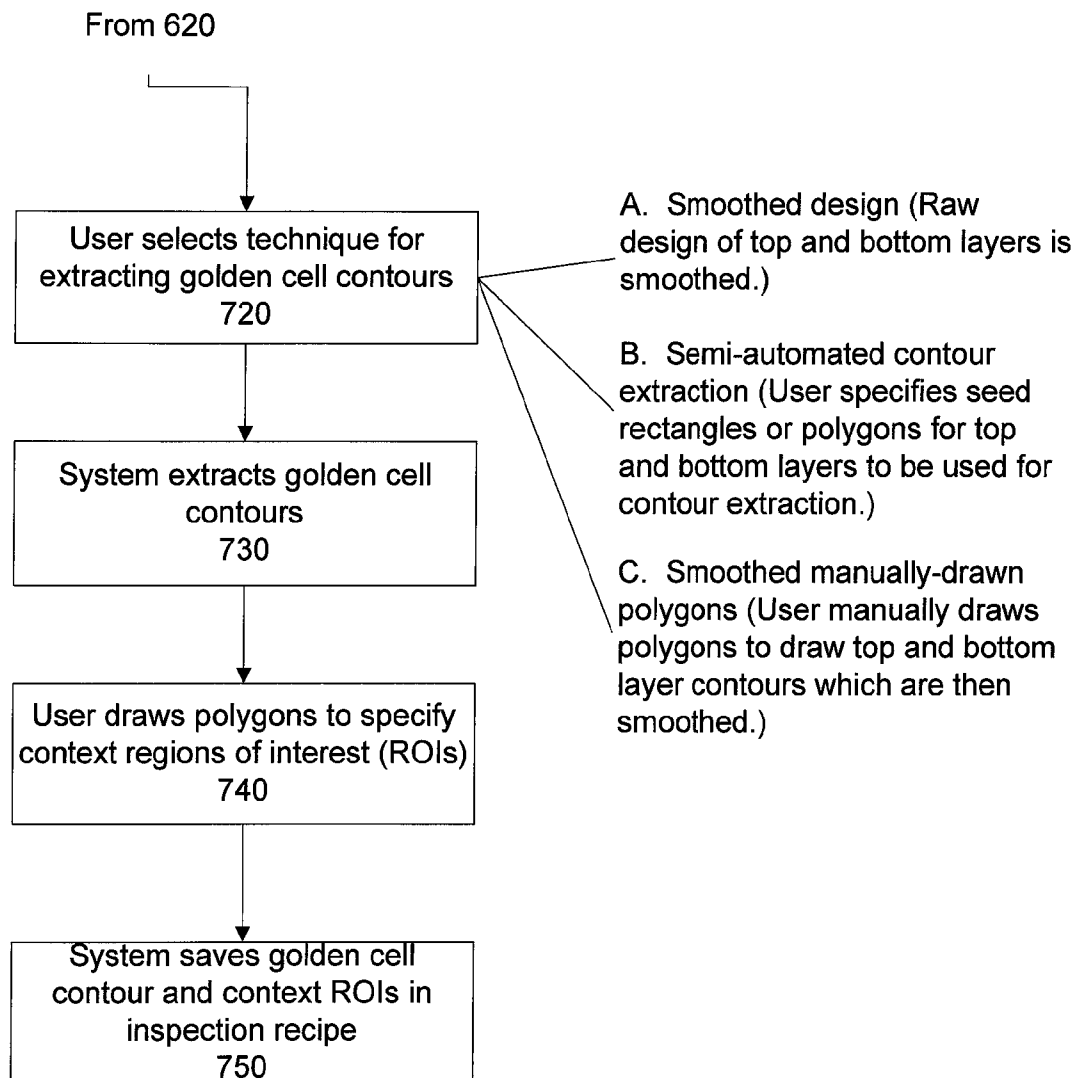 From 620
User selects technique for
extracting golden cell contours
720
System extracts golden cell
contours
730
User draws polygons to specify
context regions of interest (ROIs)
740
System saves golden cell
contour and context ROIs in
inspection recipe
750
A. Smoothed design (Raw
design of top and bottom layers is
smoothed.)
B. Semi-automated contour
extraction (User specifies seed
rectangles or polygons for top
and bottom layers to be used for
contour extraction.)
C. Smoothed manually-drawn
polygons (User manually draws
polygons to draw top and bottom
layer contours which are then
smoothed.)